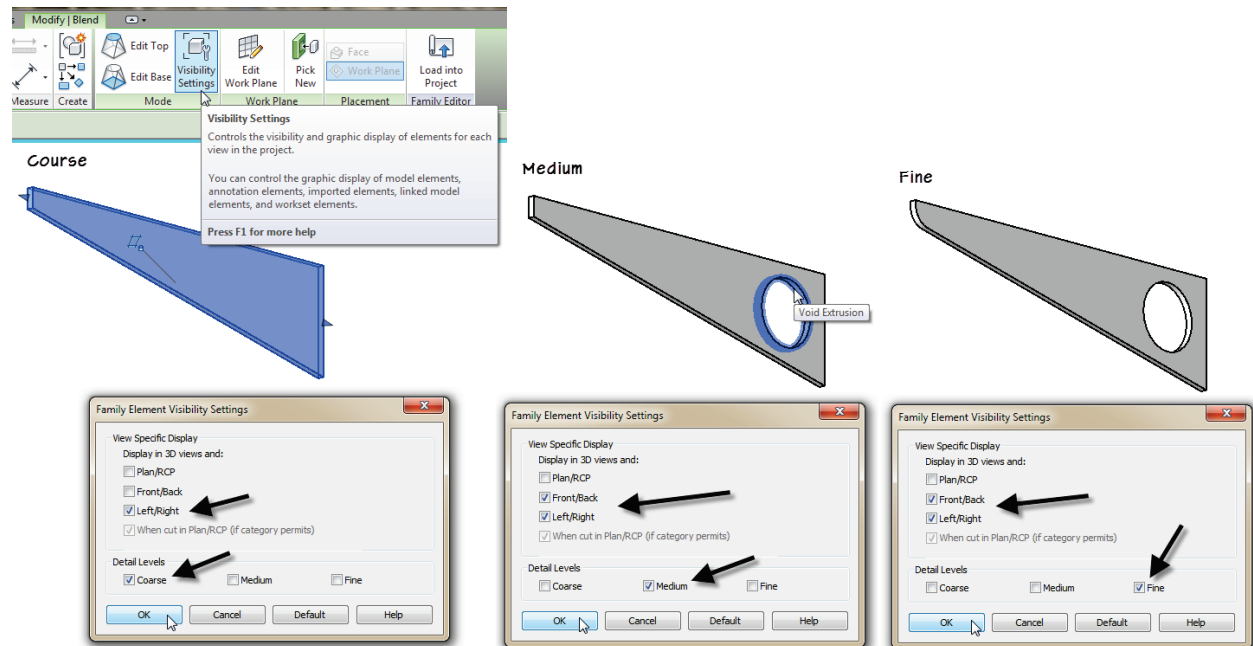 Modify | Blend
Edit Top
Edit Base
Visibility Settings
Edit Work Plane
Pick New
Face
Work Plane
Load into Project
Measure
Create
Mode
Work Plane
Placement
Family Editor
Visibility Settings
Controls the visibility and graphic display of elements for each
view in the project.
You can control the graphic display of model elements,
annotation elements, imported elements, linked model
elements, and workset elements.
Press F1 for more help
Course
Medium
Fine
Void Extrusion
Family Element Visibility Settings
View Specific Display
Display in 3D views and:
Plan/RCP
Front/Back
Left/Right
When cut in Plan/RCP (if category permits)
Detail Levels
Coarse
Medium
Fine
OK
Cancel
Default
Help
Family Element Visibility Settings
View Specific Display
Display in 3D views and:
Plan/RCP
Front/Back
Left/Right
When cut in Plan/RCP (if category permits)
Detail Levels
Coarse
Medium
Fine
OK
Cancel
Default
Help
Family Element Visibility Settings
View Specific Display
Display in 3D views and:
Plan/RCP
Front/Back
Left/Right
When cut in Plan/RCP (if category permits)
Detail Levels
Coarse
Medium
Fine
OK
Cancel
Default
Help